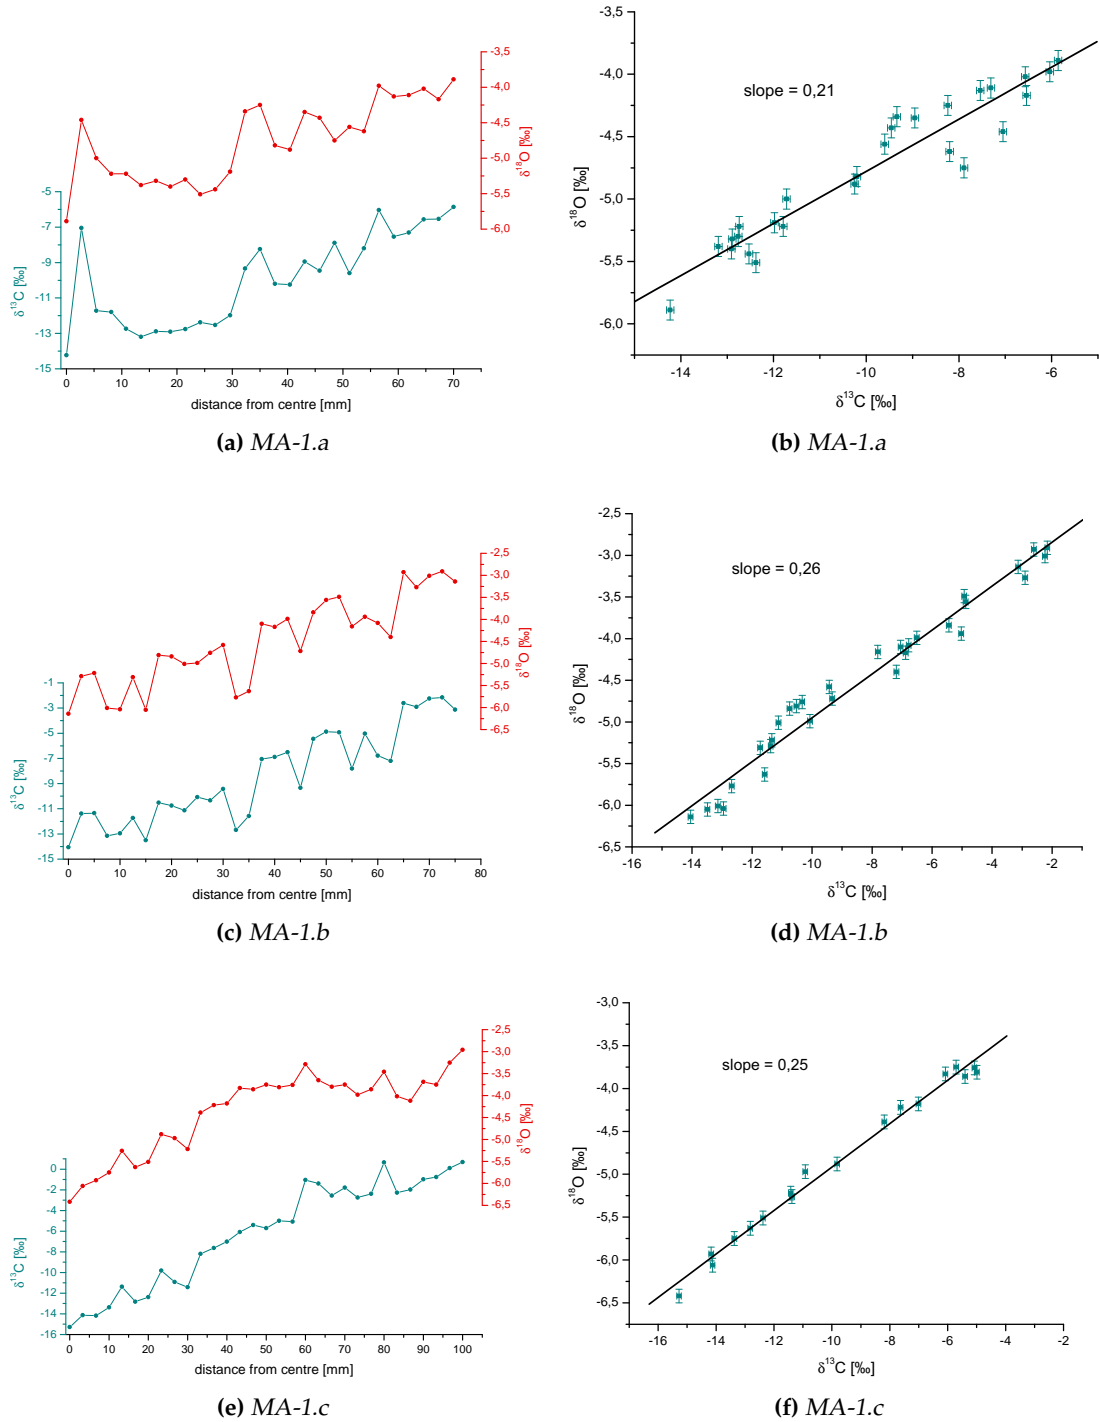 -3,5
-4,0
-4,5
-5,0
-5,5
-6,0
δ18O [‰]
-5
-7
-9
-11
-13
-15
δ13C [‰]
0 10 20 30 40 50 60 70
distance from centre [mm]
(a) MA-1.a
slope = 0,21
-4,0
-4,5
-5,0
-5,5
-6,0
δ18O [‰]
-14 -12 -10 -8 -6
δ13C [‰]
(b) MA-1.a
-2,5
-3,0
-3,5
-4,0
-4,5
-5,0
-5,5
-6,0
-6,5
δ18O [‰]
-1
-3
-5
-7
-9
-11
-13
-15
δ13C [‰]
0 10 20 30 40 50 60 70 80
distance from centre [mm]
(c) MA-1.b
slope = 0,26
-2,5
-3,0
-3,5
-4,0
-4,5
-5,0
-5,5
-6,0
-6,5
δ18O [‰]
-16 -14 -12 -10 -8 -6 -4 -2
δ13C [‰]
(d) MA-1.b
-2,5
-3,0
-3,5
-4,0
-4,5
-5,0
-5,5
-6,0
-6,5
δ18O [‰]
0
-2
-4
-6
-8
-10
-12
-14
-16
δ13C [‰]
0 10 20 30 40 50 60 70 80 90 100
distance from centre [mm]
(e) MA-1.c
slope = 0,25
-3,0
-3,5
-4,0
-4,5
-5,0
-5,5
-6,0
-6,5
δ18O [‰]
-16 -14 -12 -10 -8 -6 -4 -2
δ13C [‰]
(f) MA-1.c